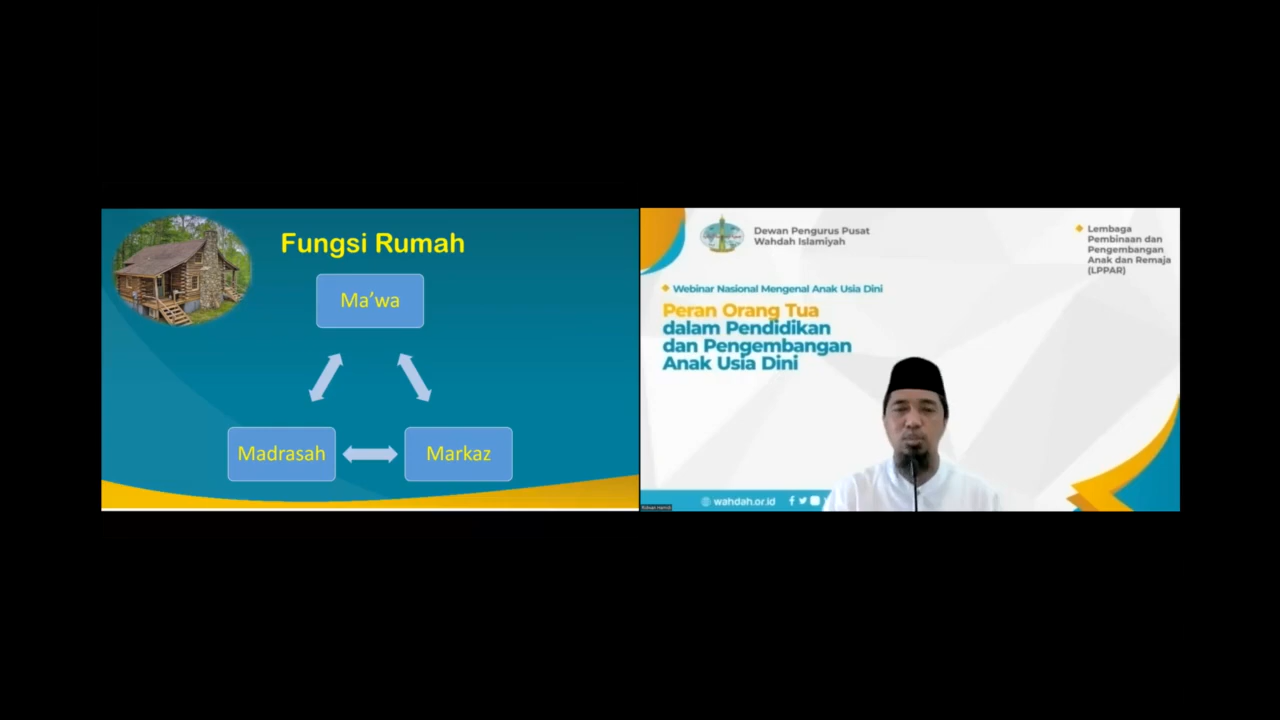 Fungsi Rumah
Ma'wa
Madrasah
Markaz
Dewan Pengurus Pusat
Wahdah Islamiyah
Lembaga
Pembinaan dan
Pengembangan
Anak dan Remaja
(LPPAR)
Webinar Nasional Mengenal Anak Usia Dini
Peran Orang Tua
dalam Pendidikan
dan Pengembangan
Anak Usia Dini
wahdah.or.id